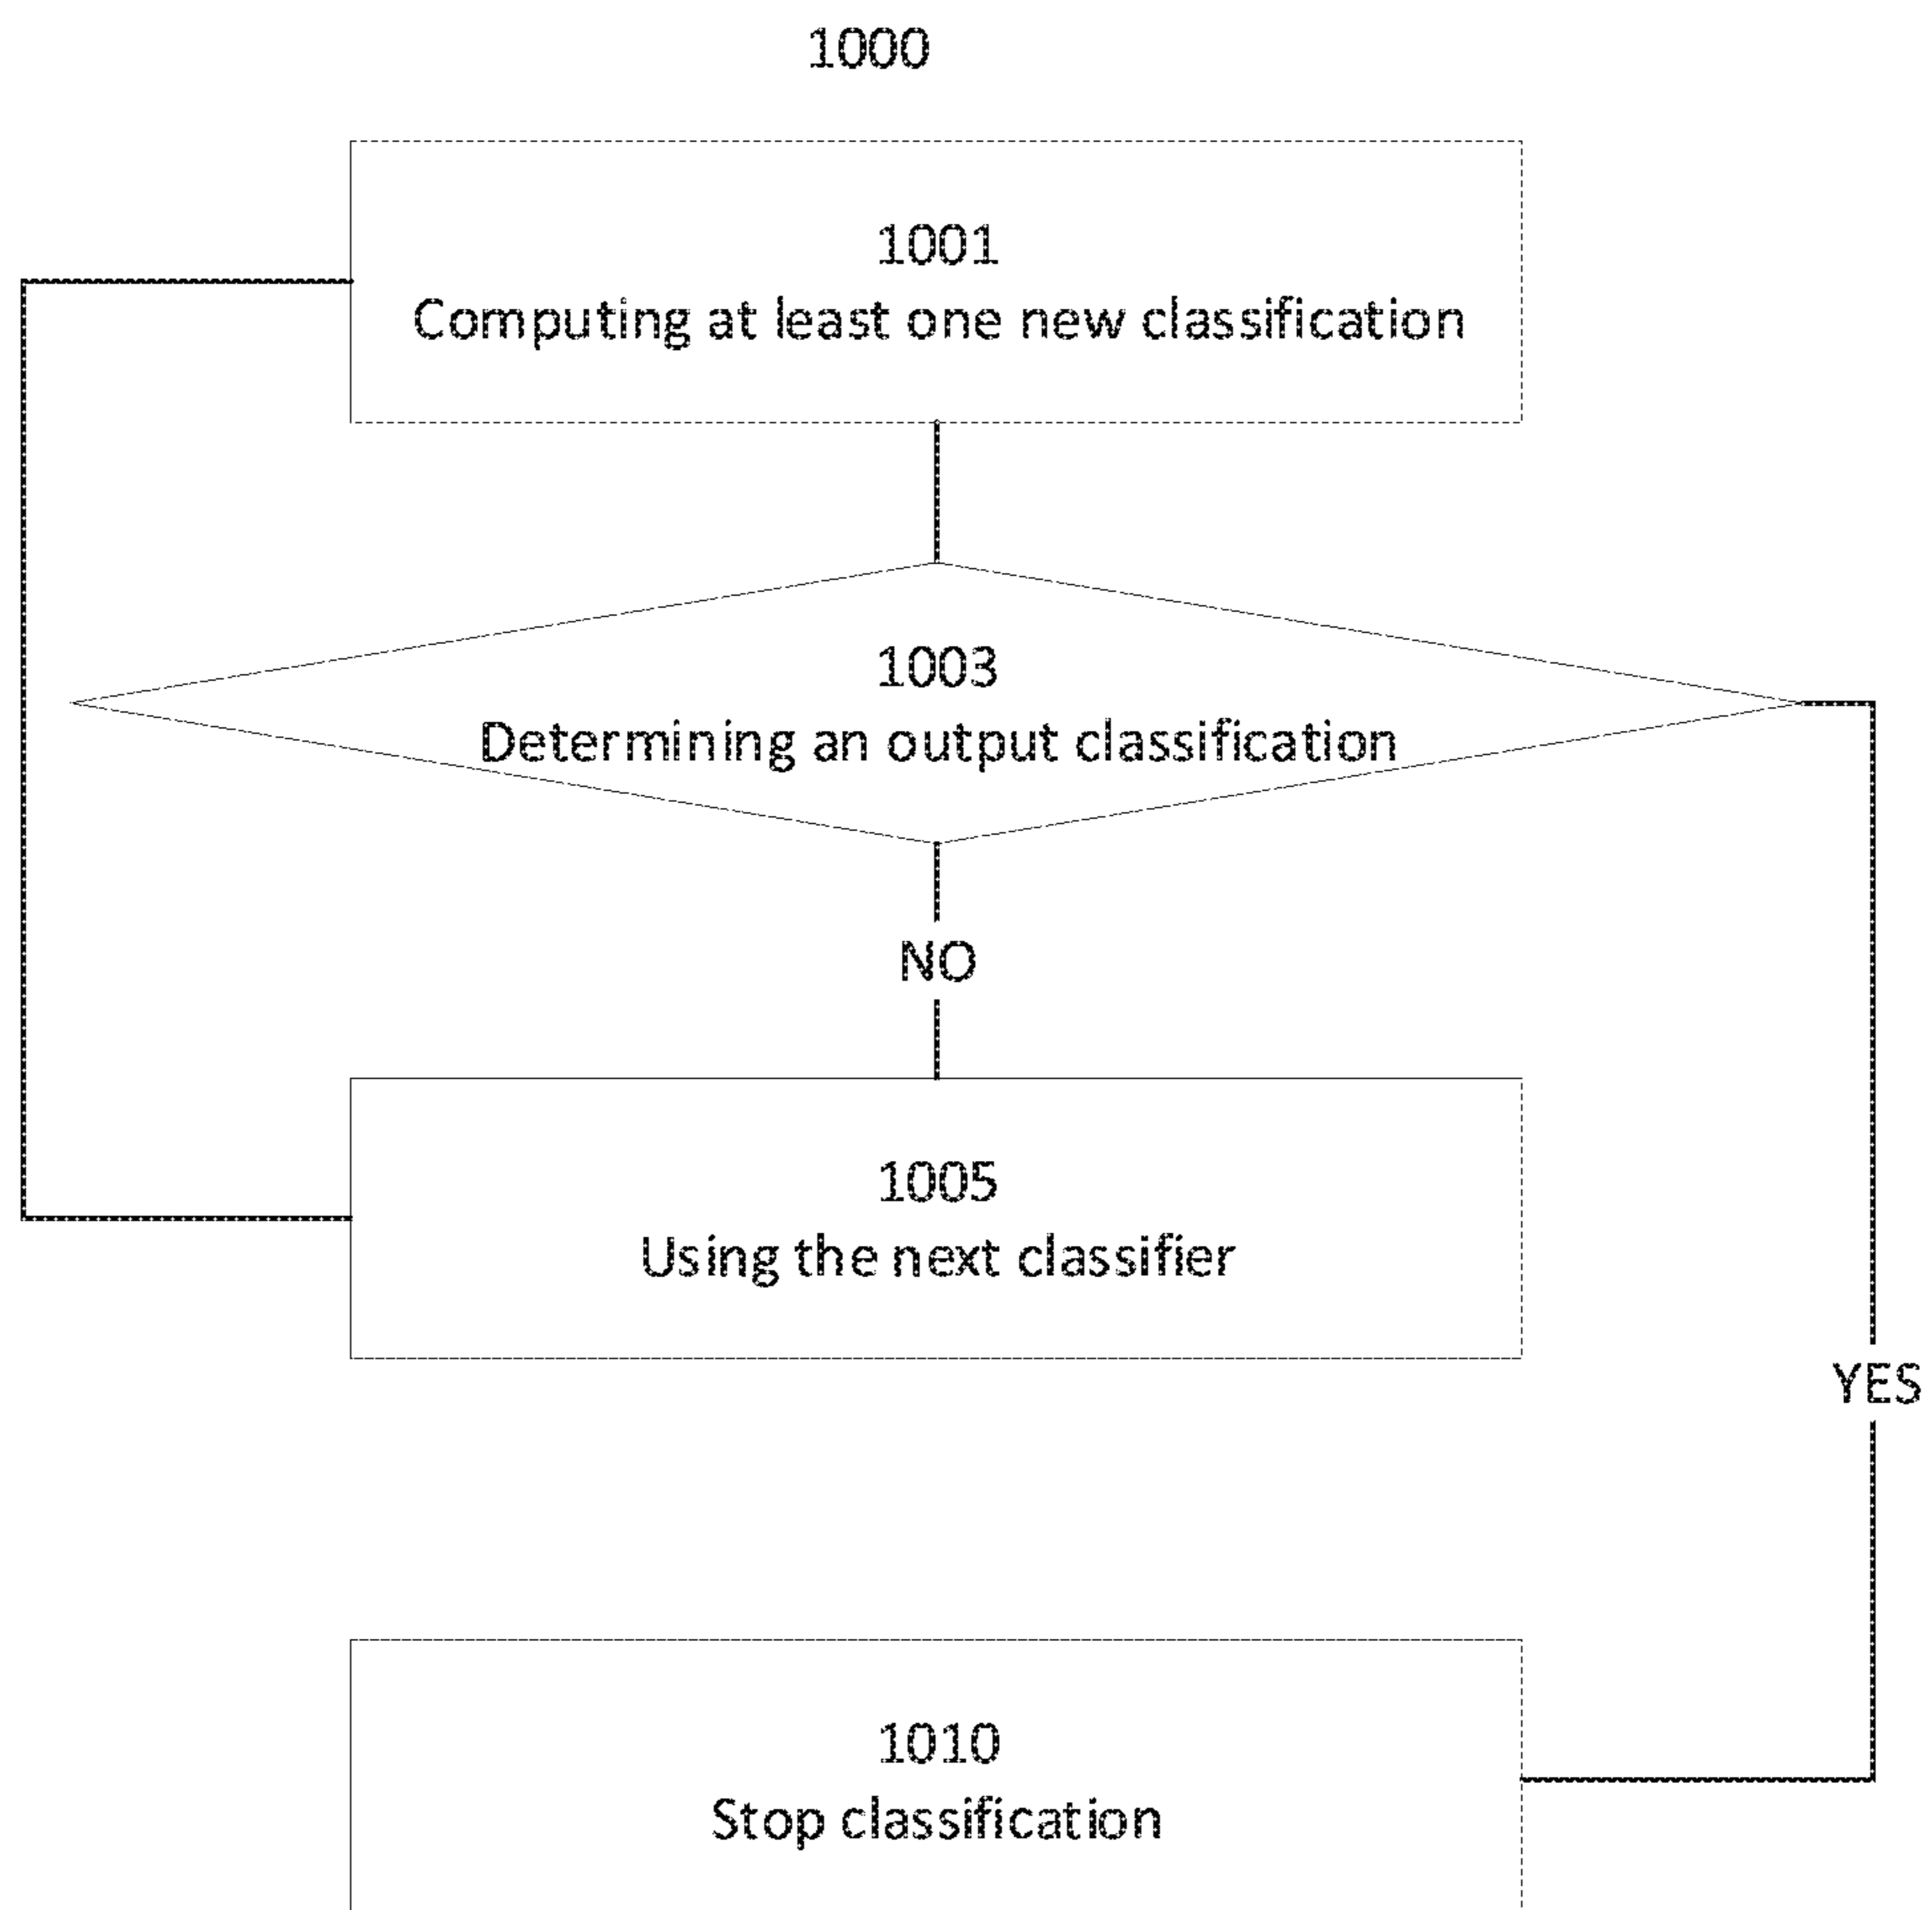 1000
1001
Computing at least one new classification
1003
Determining an output classification
NO
1005
Using the next classifier
YES
1010
Stop classification